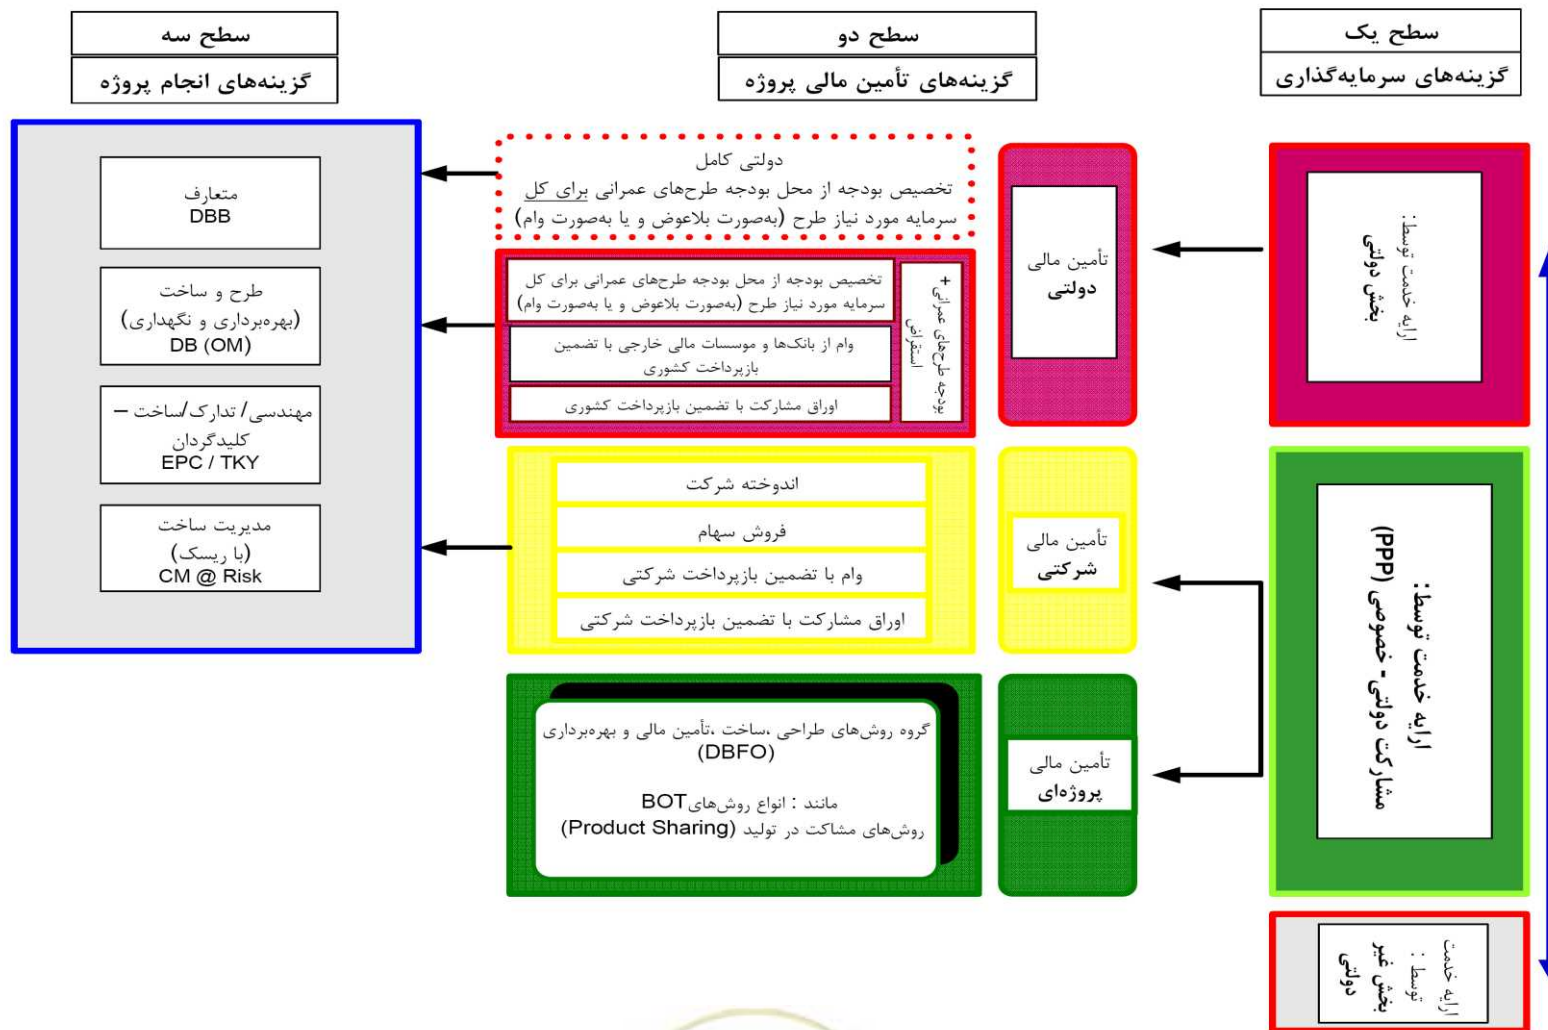 سطح یک
گزینه‌های سرمایه‌گذاری
ارایه خدمت توسط:
بخش دولتی
ارایه خدمت توسط:
مشارکت دولتی - خصوصی (PPP)
ارایه خدمت
توسط :
بخش غیر
دولتی
سطح دو
گزینه‌های تأمین مالی پروژه
تأمین مالی
دولتی
دولتی کامل
تخصیص بودجه از محل بودجه طرح‌های عمرانی برای کل
سرمایه مورد نیاز طرح (به‌صورت بلاعوض و یا به‌صورت وام)
بودجه طرح‌های عمرانی +
استقراض
تخصیص بودجه از محل بودجه طرح‌های عمرانی برای کل
سرمایه مورد نیاز طرح (به‌صورت بلاعوض و یا به‌صورت وام)
وام از بانک‌ها و موسسات مالی خارجی با تضمین
بازپرداخت کشوری
اوراق مشارکت با تضمین بازپرداخت کشوری
تأمین مالی
شرکتی
اندوخته شرکت
فروش سهام
وام با تضمین بازپرداخت شرکتی
اوراق مشارکت با تضمین بازپرداخت شرکتی
تأمین مالی
پروژه‌ای
گروه روش‌های طراحی ،ساخت ،تأمین مالی و بهره‌برداری
(DBFO)
مانند : انواع روش‌های BOT
روش‌های مشاکت در تولید (Product Sharing)
سطح سه
گزینه‌های انجام پروژه
متعارف
DBB
طرح و ساخت
(بهره‌برداری و نگهداری)
DB (OM)
مهندسی/ تدارک/ساخت –
کلیدگردان
EPC / TKY
مدیریت ساخت
(با ریسک)
CM @ Risk